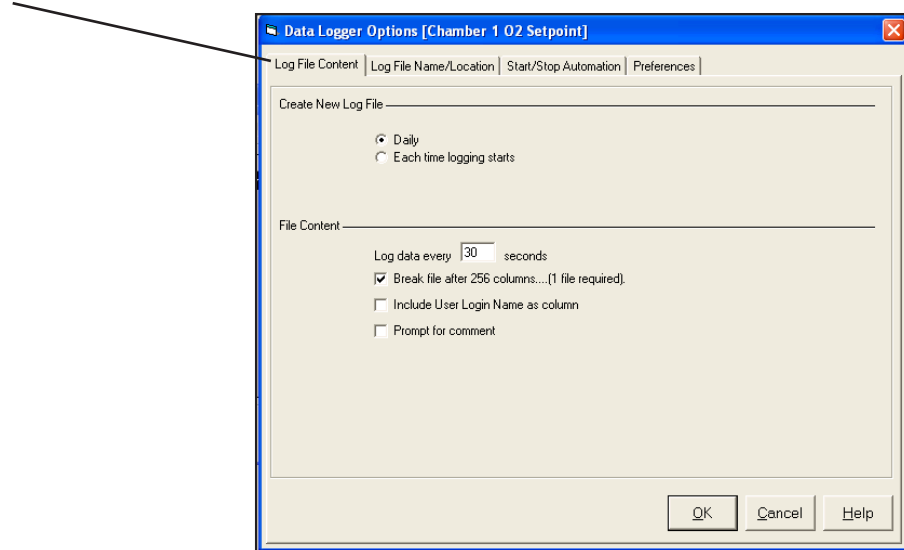 Data Logger Options [Chamber 1 O2 Setpoint]
Log File Content Log File Name/Location Start/Stop Automation Preferences
Create New Log File
Daily
Each time logging starts
File Content
Log data every 30 seconds
Break file after 256 columns....(1 file required).
Include User Login Name as column
Prompt for comment
OK Cancel Help